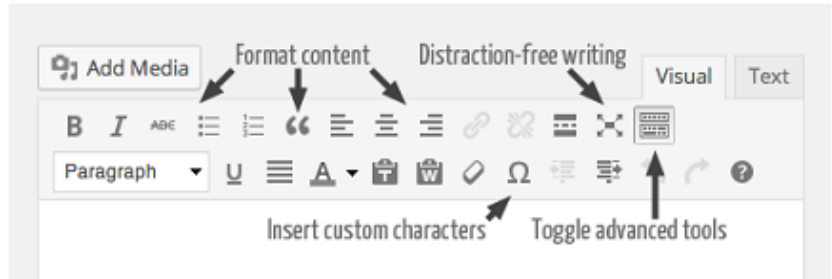 Format content
Distraction-free writing
Add Media
Visual
Text
B I ABC
Paragraph U A T W Ω ?
Insert custom characters
Toggle advanced tools